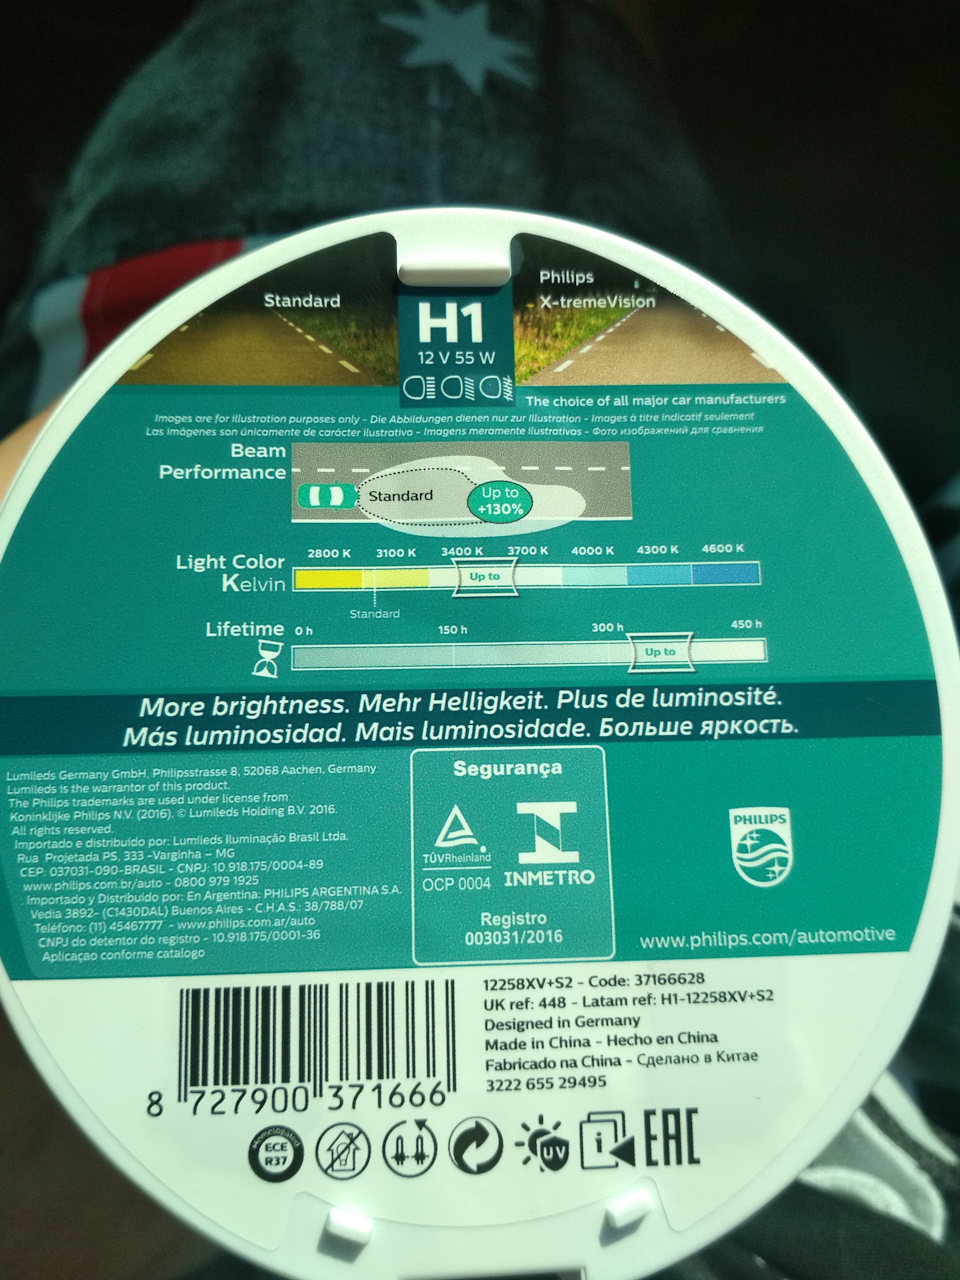 Standard
Philips
X-tremeVision
H1
12 V 55 W
The choice of all major car manufacturers
Images are for illustration purposes only - Die Abbildungen dienen nur zur Illustration - Images à titre indicatif seulement
Las imágenes son únicamente de carácter ilustrativo - Imagens meramente ilustrativas - Фото изображений для сравнения
Beam
Performance
Standard
Up to
+130%
2800 K 3100 K 3400 K 3700 K 4000 K 4300 K 4600 K
Light Color
Kelvin
Up to
Standard
Lifetime
0 h 150 h 300 h 450 h
Up to
More brightness. Mehr Helligkeit. Plus de luminosité.
Más luminosidad. Mais luminosidade. Больше яркость.
Lumileds Germany GmbH, Philipsstrasse 8, 52068 Aachen, Germany
Lumileds is the warrantor of this product.
The Philips trademarks are used under license from
Koninklijke Philips N.V. (2016). © Lumileds Holding B.V. 2016.
All rights reserved.
Importado e distribuido por: Lumileds Iluminação Brasil Ltda.
Rua Projetada P5, 333 -Varginha - MG
CEP: 037031-090-BRASIL - CNPJ: 10.918.175/0004-89
www.philips.com.br/auto - 0800 979 1925
Importado y Distribuido por: En Argentina: PHILIPS ARGENTINA S.A.
Vedia 3892- (C1430DAL) Buenos Aires - C.H.A.S.: 38/788/07
Teléfono: (11) 45467777 - www.philips.com.ar/auto
CNPJ do detentor do registro - 10.918.175/0001-36
Aplicaçao conforme catalogo
Segurança
TÜVRheinland
OCP 0004
INMETRO
Registro
003031/2016
PHILIPS
www.philips.com/automotive
12258XV+S2 - Code: 37166628
UK ref: 448 - Latam ref: H1-12258XV+S2
Designed in Germany
Made in China - Hecho en China
Fabricado na China - Сделано в Китае
3222 655 29495
8 727900 371666
Homologated
ECE
R37
UV
i
EAC